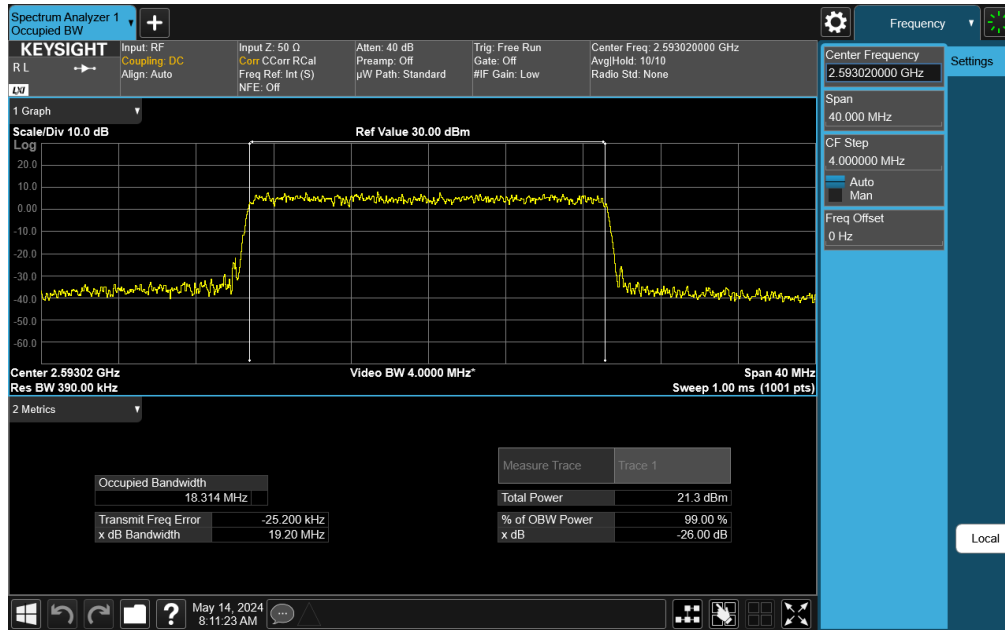 Spectrum Analyzer 1
Occupied BW
Frequency
KEYSIGHT
R L
LXI
Input: RF
Coupling: DC
Align: Auto
Input Z: 50 Ω
Corr CCorr RCal
Freq Ref: Int (S)
NFE: Off
Atten: 40 dB
Preamp: Off
µW Path: Standard
Trig: Free Run
Gate: Off
#IF Gain: Low
Center Freq: 2.593020000 GHz
Avg|Hold: 10/10
Radio Std: None
Center Frequency
2.593020000 GHz
Settings
Span
40.000 MHz
CF Step
4.000000 MHz
Auto
Man
Freq Offset
0 Hz
Local
1 Graph
Scale/Div 10.0 dB
Ref Value 30.00 dBm
Log
20.0
10.0
0.00
-10.0
-20.0
-30.0
-40.0
-50.0
-60.0
Center 2.59302 GHz
Video BW 4.0000 MHz*
Span 40 MHz
Res BW 390.00 kHz
Sweep 1.00 ms (1001 pts)
2 Metrics
Measure Trace
Trace 1
Occupied Bandwidth
18.314 MHz
Total Power
21.3 dBm
Transmit Freq Error
-25.200 kHz
% of OBW Power
99.00 %
x dB Bandwidth
19.20 MHz
x dB
-26.00 dB
?
May 14, 2024
8:11:23 AM